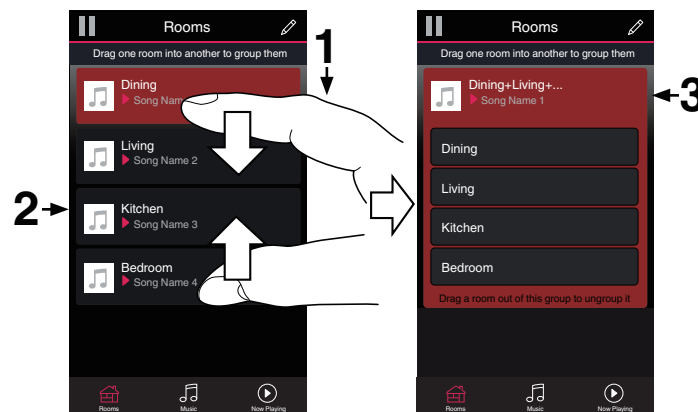 Rooms
Drag one room into another to group them
Dining
Song Nam
Living
Song Name 2
Kitchen
Song Name 3
Bedroom
Song Name 4
Rooms
Music
Now Playing
1
2
Rooms
Drag one room into another to group them
Dining+Living+...
Song Name 1
Dining
Living
Kitchen
Bedroom
Drag a room out of this group to ungroup it
Rooms
Music
Now Playing
3